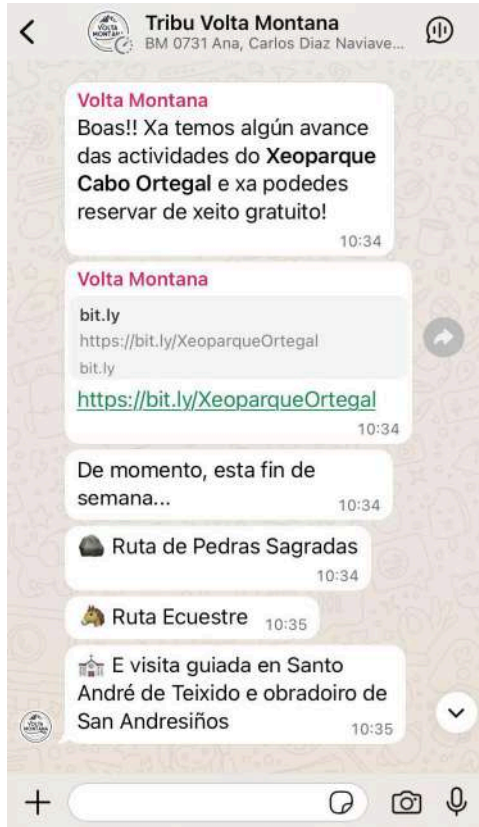 Tribu Volta Montana
BM 0731 Ana, Carlos Diaz Naviave...
Volta Montana
Boas!! Xa temos algún avance
das actividades do Xeoparque
Cabo Ortegal e xa podedes
reservar de xeito gratuito!
10:34
Volta Montana
bit.ly
https://bit.ly/XeoparqueOrtegal
bit.ly
https://bit.ly/XeoparqueOrtegal
10:34
De momento, esta fin de
semana...
10:34
Ruta de Pedras Sagradas
10:34
Ruta Ecuestre 10:35
E visita guiada en Santo
André de Teixido e obradoiro de
San Andresiños
10:35
VOLTA
MONTANA